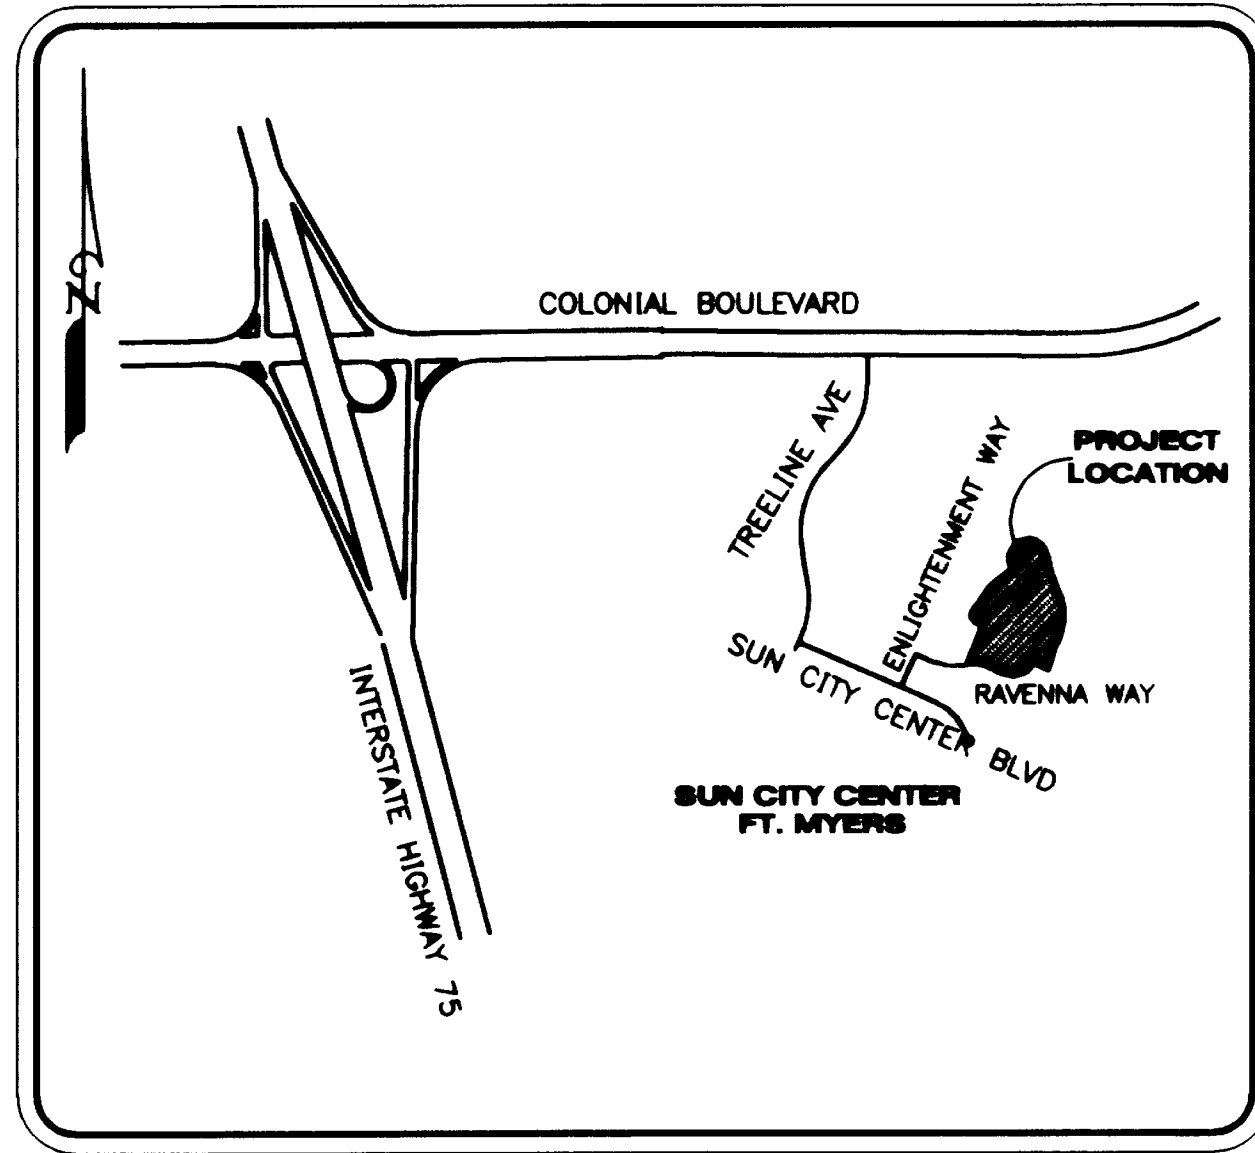 N
COLONIAL BOULEVARD
TREELINE AVE
ENLIGHTENMENT WAY
PROJECT
LOCATION
SUN CITY CENTER BLVD
RAVENNA WAY
INTERSTATE HIGHWAY 75
SUN CITY CENTER
FT. MYERS